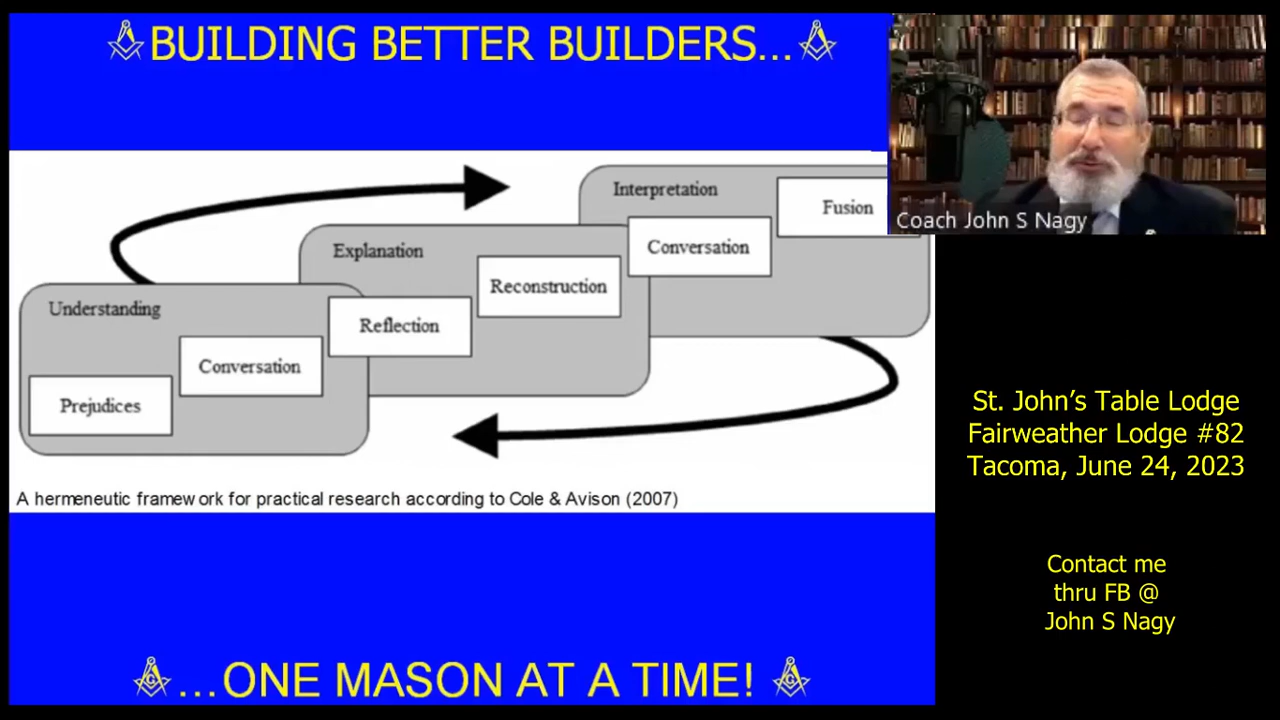 BUILDING BETTER BUILDERS...
Coach John S Nagy
Interpretation
Fusion
Conversation
Explanation
Reconstruction
Reflection
Understanding
Conversation
Prejudices
A hermeneutic framework for practical research according to Cole & Avison (2007)
...ONE MASON AT A TIME!
St. John's Table Lodge
Fairweather Lodge #82
Tacoma, June 24, 2023
Contact me
thru FB @
John S Nagy